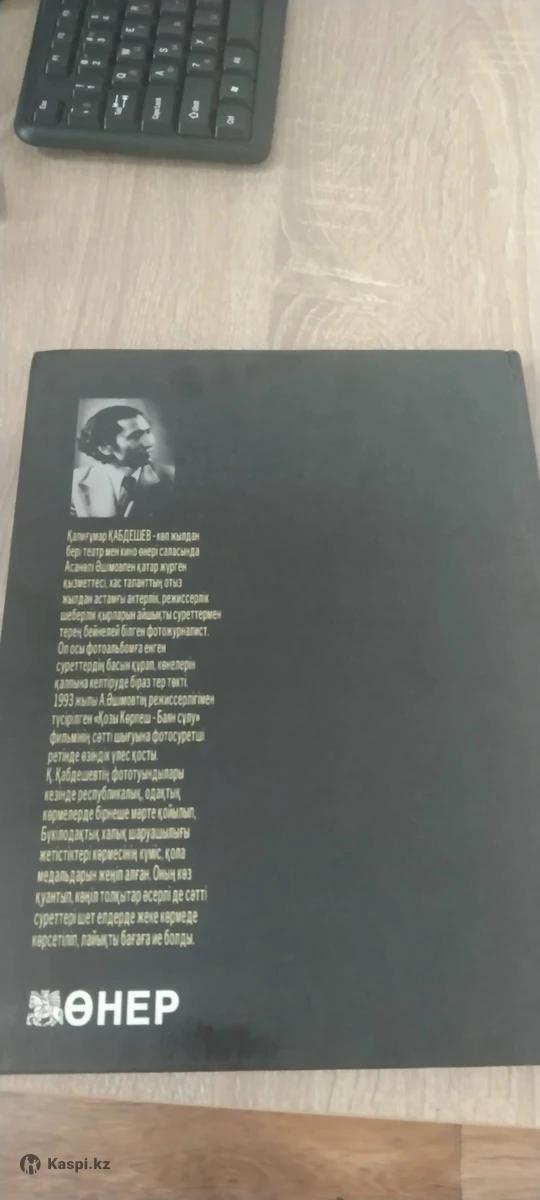 Қалиғұмар ҚАБДЕШЕВ - көп жылдан
бері театр мен кино өнері саласында
Асанәлі Әшімовпен қатар жүрген
қызметтесі, хас таланттың отыз
жылдан астамғы актерлік, режиссерлік
шеберлік қырларын айшықты суреттермен
терең бейнелей білген фотожурналист.
Ол осы фотоальбомға енген
суреттердің басын құрап, көнелерін
қалпына келтіруде біраз тер төкті.
1993 жылы А.Әшімовтің режиссерлігімен
түсірілген «Қозы Көрпеш - Баян сұлу»
фильмінің сәтті шығуына фотосуретші
ретінде өзіндік үлес қосты.
Қ. Қабдешевтің фототуындылары
кезінде республикалық, одақтық
көрмелерде бірнеше мәрте қойылып,
Бүкілодақтық халық шаруашылығы
жетістіктері көрмесінің күміс, қола
медальдарын жеңіп алған. Оның көз
қуантып, көңіл толқытар әсерлі де сәтті
суреттері шет елдерде жеке көрмеде
көрсетіліп, лайықты бағаға ие болды.
ӨНЕР
Kaspi.kz